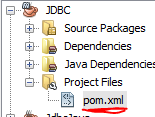 JDBC
Source Packages
Dependencies
Java Dependencies
Project Files
pom.xml